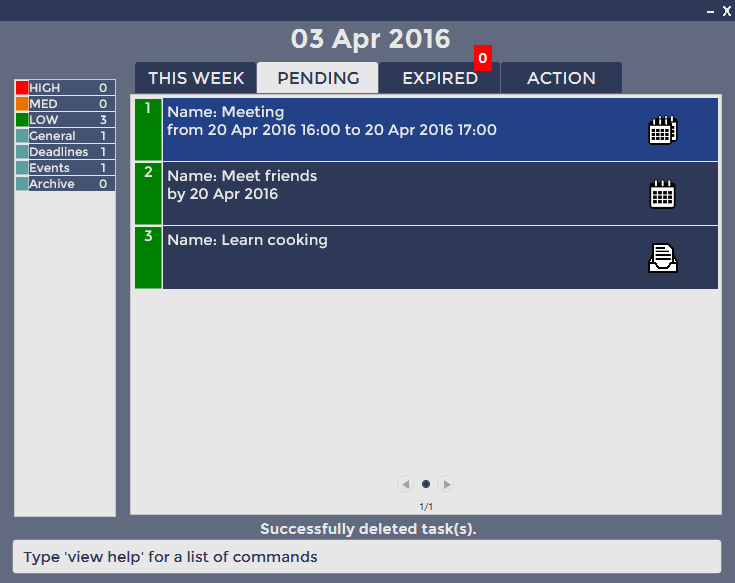 – X
03 Apr 2016
0
THIS WEEK PENDING EXPIRED ACTION
HIGH 0
MED 0
LOW 3
General 1
Deadlines 1
Events 1
Archive 0
1
Name: Meeting
from 20 Apr 2016 16:00 to 20 Apr 2016 17:00
2
Name: Meet friends
by 20 Apr 2016
3
Name: Learn cooking
1/1
Successfully deleted task(s).
Type 'view help' for a list of commands